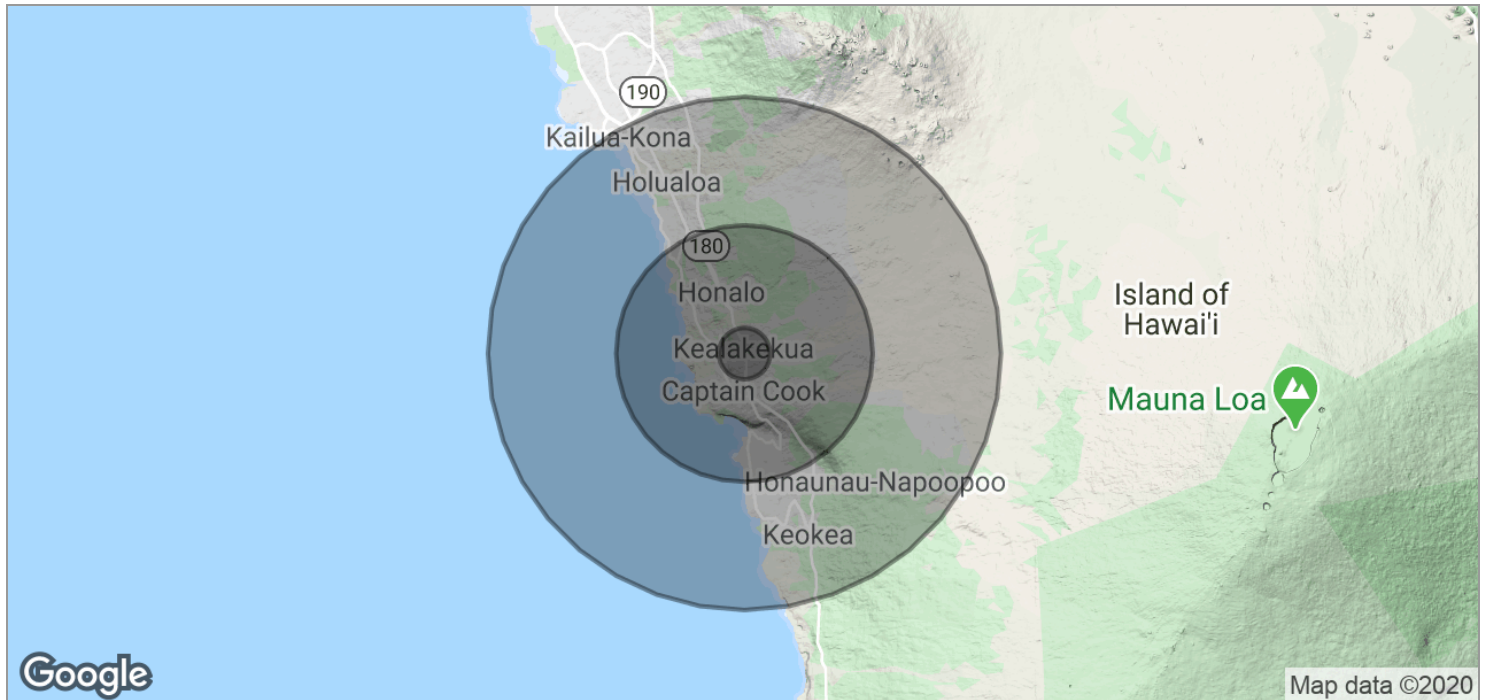 190
Kailua-Kona
Holualoa
180
Honalo
Island of
Hawai'i
Kealakekua
Captain Cook
Mauna Loa
Honaunau-Napoopoo
Keokea
Google
Map data ©2020